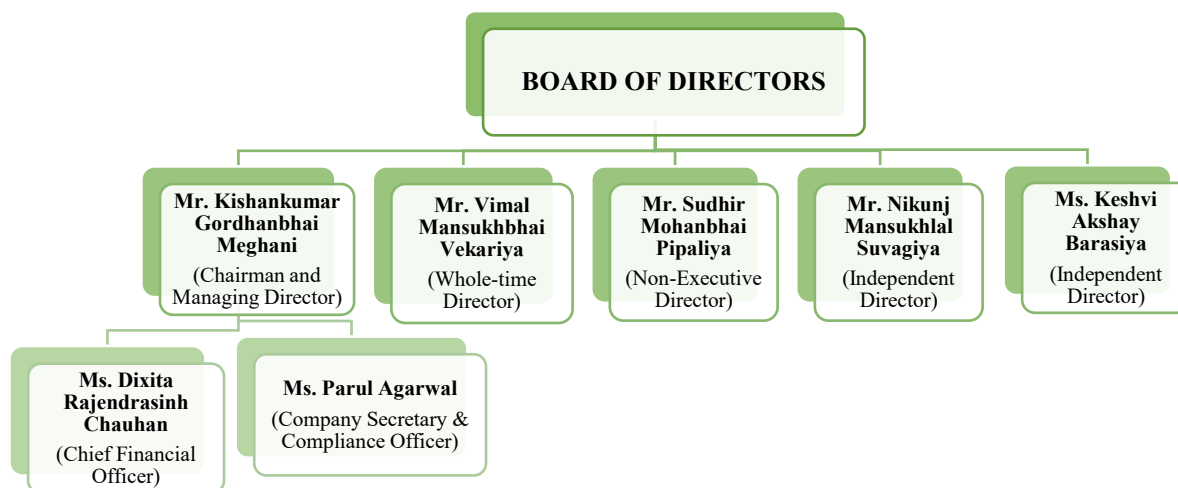 BOARD OF DIRECTORS
Mr. Kishankumar
Gordhanbhai
Meghani
(Chairman and
Managing Director)
Mr. Vimal
Mansukhbhai
Vekariya
(Whole-time
Director)
Mr. Sudhir
Mohanbhai
Pipaliya
(Non-Executive
Director)
Mr. Nikunj
Mansukhlal
Suvagiya
(Independent
Director)
Ms. Keshvi
Akshay
Barasiya
(Independent
Director)
Ms. Dixita
Rajendrasinh
Chauhan
(Chief Financial
Officer)
Ms. Parul Agarwal
(Company Secretary &
Compliance Officer)